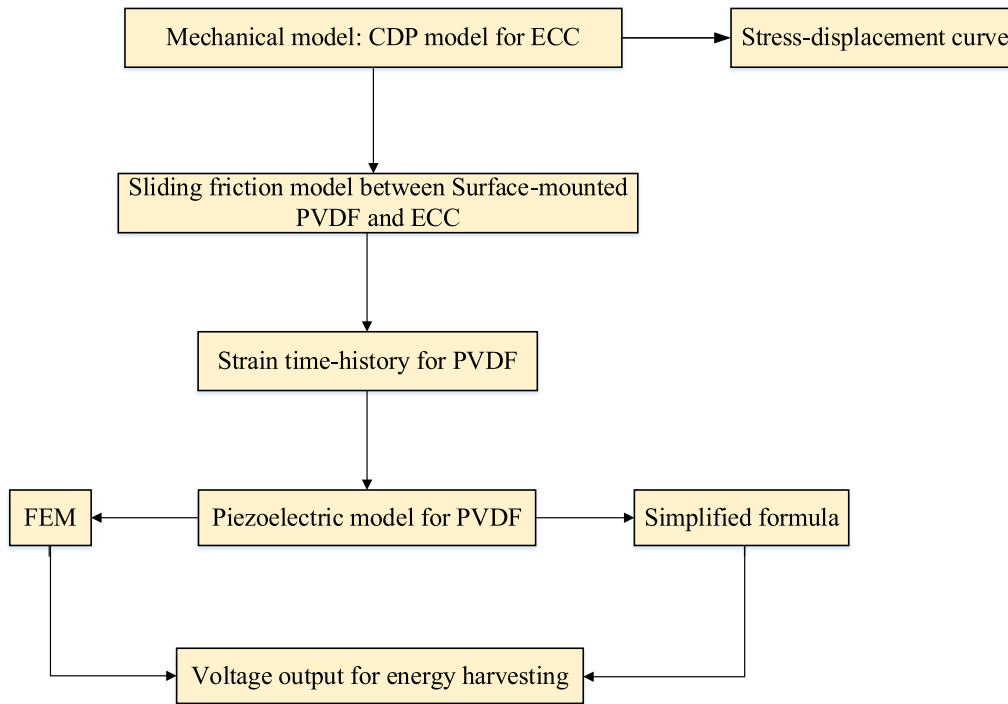 Mechanical model: CDP model for ECC
Stress-displacement curve
Sliding friction model between Surface-mounted
PVDF and ECC
Strain time-history for PVDF
FEM
Piezoelectric model for PVDF
Simplified formula
Voltage output for energy harvesting